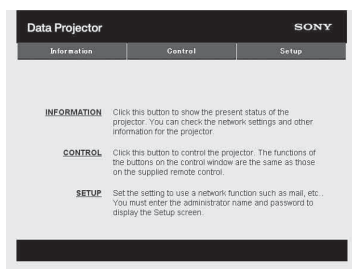 Data Projector
SONY
Information Control Setup
INFORMATION Click this button to show the present status of the
projector. You can check the network settings and other
information for the projector.
CONTROL Click this button to control the projector. The functions of
the buttons on the control window are the same as those
on the supplied remote control.
SETUP Set the setting to use a network function such as mail, etc..
You must enter the administrator name and password to
display the Setup screen.